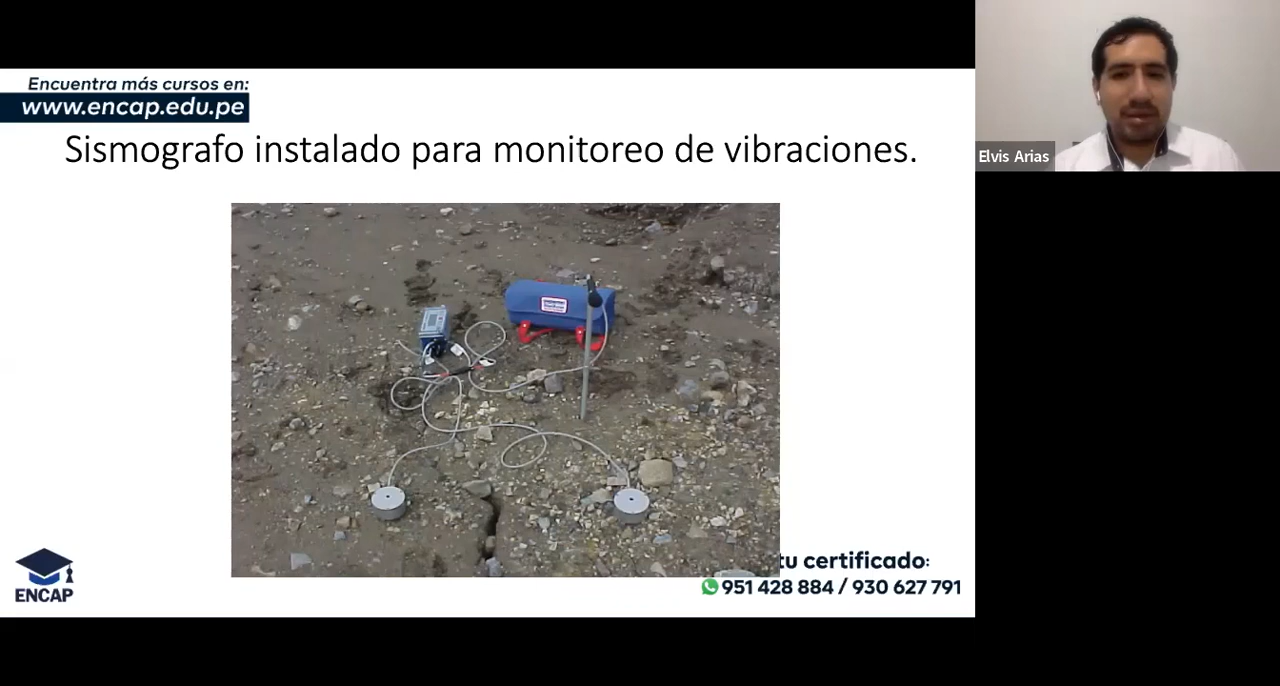 Encuentra más cursos en:
www.encap.edu.pe
Sismografo instalado para monitoreo de vibraciones.
Elvis Arias
tu certificado:
951 428 884 / 930 627 791
ENCAP